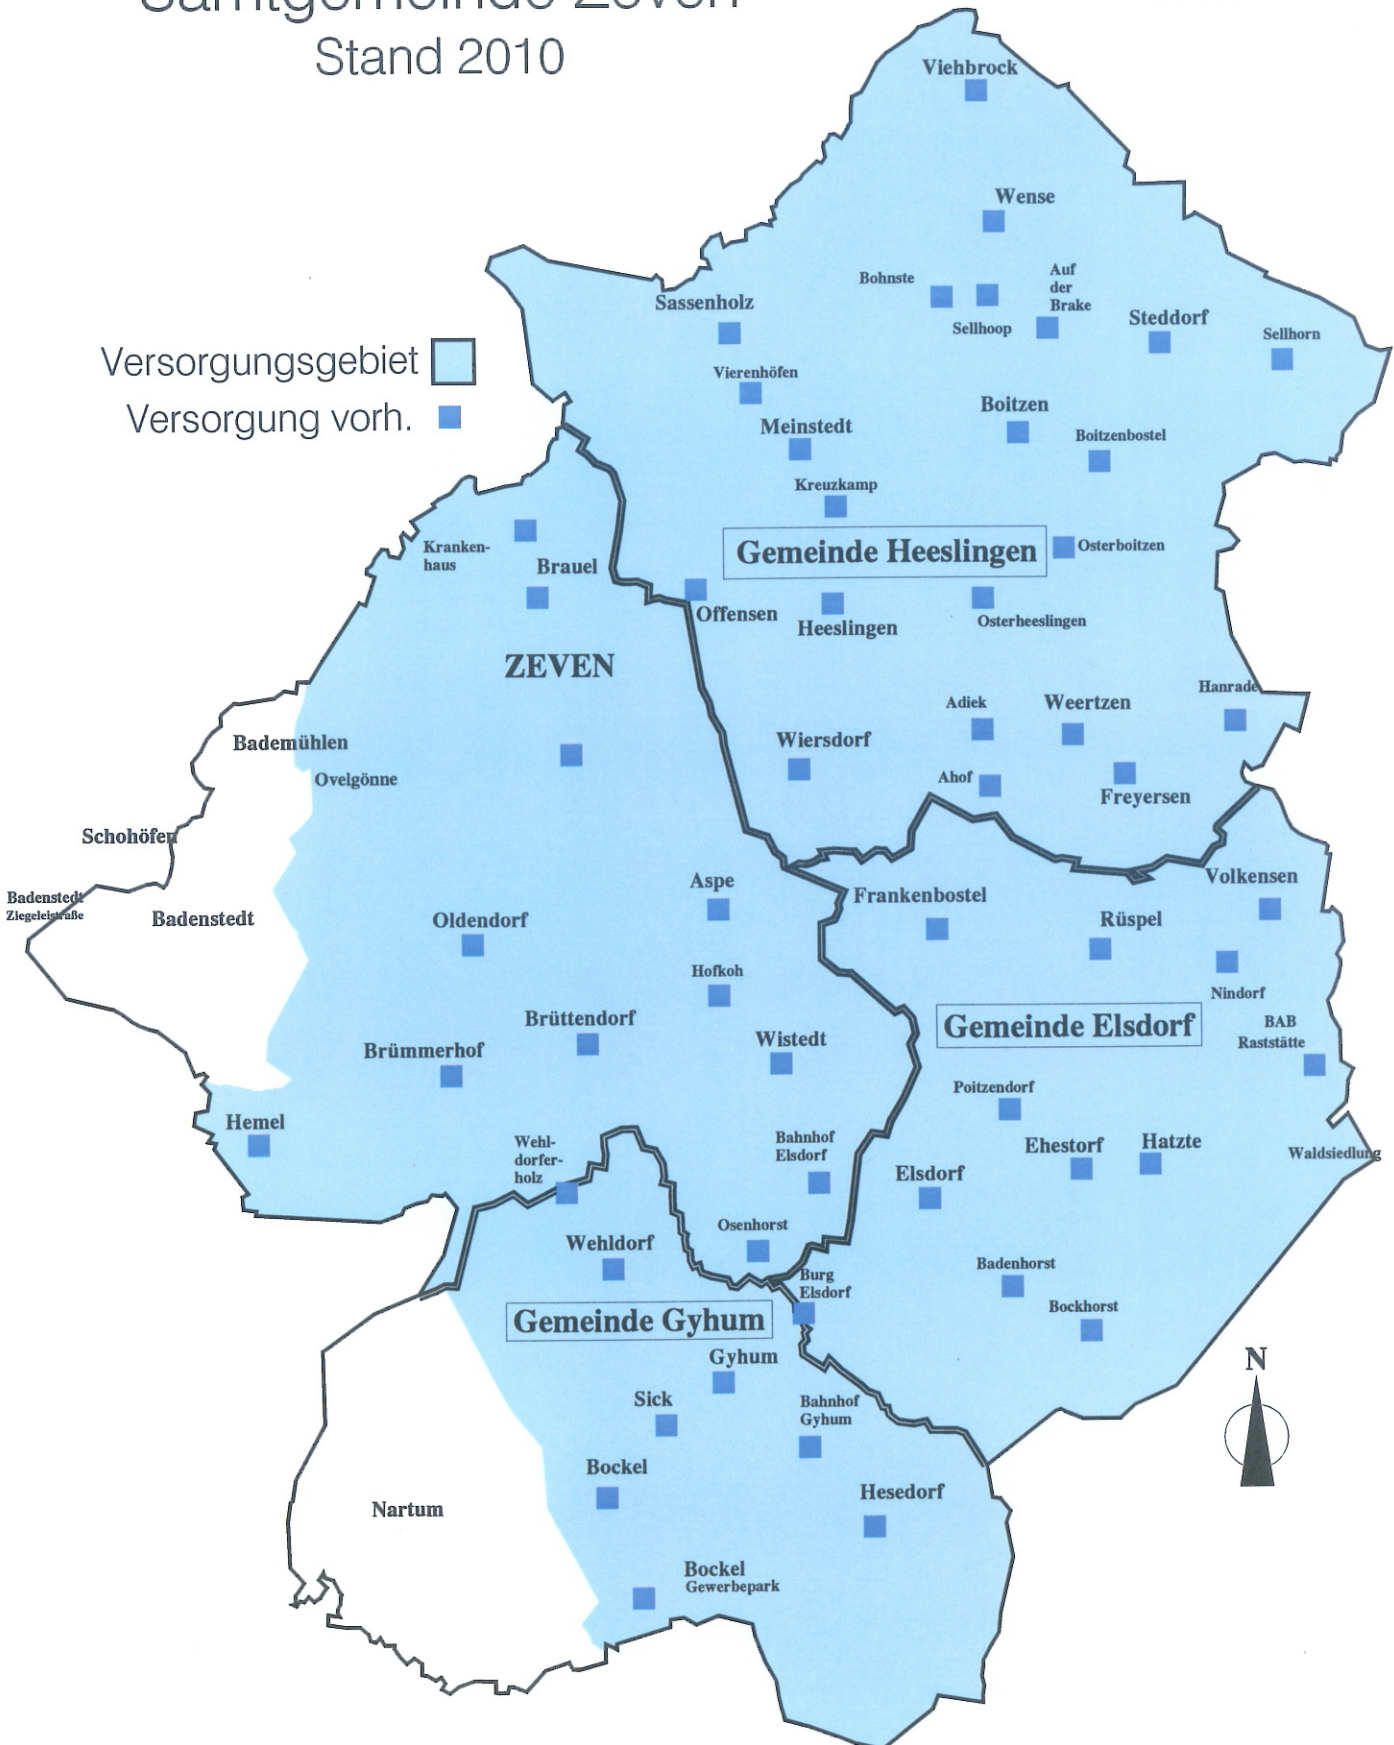 Samtgemeinde Zeven
Stand 2010
Viehbrock
Wense
Bohnste
Sellhoop
Auf
der
Brake
Steddorf
Sellhorn
Sassenholz
Vierenhöfen
Meinstedt
Kreuzkamp
Boitzen
Boitzenbostel
Versorgungsgebiet
Versorgung vorh.
Kranken-
haus
Brauel
Gemeinde Heeslingen
Osterboitzen
Offensen
Heeslingen
Osterheeslingen
ZEVEN
Hanrade
Adiek
Weertzen
Wiersdorf
Ahof
Freyersen
Bademühlen
Ovelgönne
Schohöfen
Badenstedt
Ziegeleistraße
Badenstedt
Oldendorf
Aspe
Hofkoh
Frankenbostel
Rüspel
Volkensen
Nindorf
Brüttendorf
Brümmerhof
Wistedt
Gemeinde Elsdorf
BAB
Raststätte
Poitzendorf
Ehestorf
Hatzte
Waldsiedlung
Hemel
Wehl-
dorfer-
holz
Bahnhof
Elsdorf
Elsdorf
Osenhorst
Wehldorf
Burg
Elsdorf
Badenhorst
Bockhorst
Gemeinde Gyhum
Gyhum
Sick
Bahnhof
Gyhum
Bockel
Hesedorf
Nartum
Bockel
Gewerbepark
N